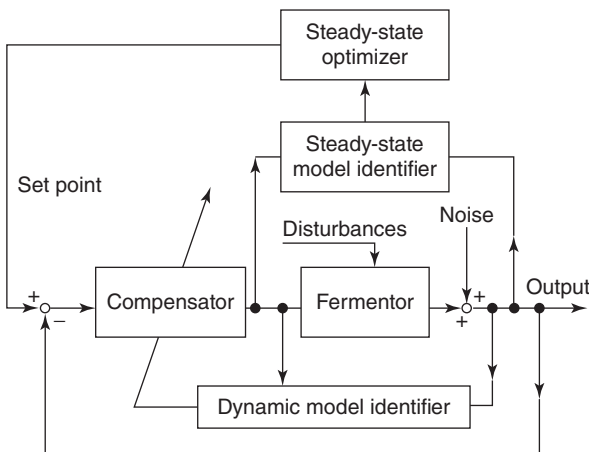 Steady-state
optimizer
Steady-state
model identifier
Set point
Noise
Disturbances
+
−
Compensator
Fermentor
+
+
Output
Dynamic model identifier